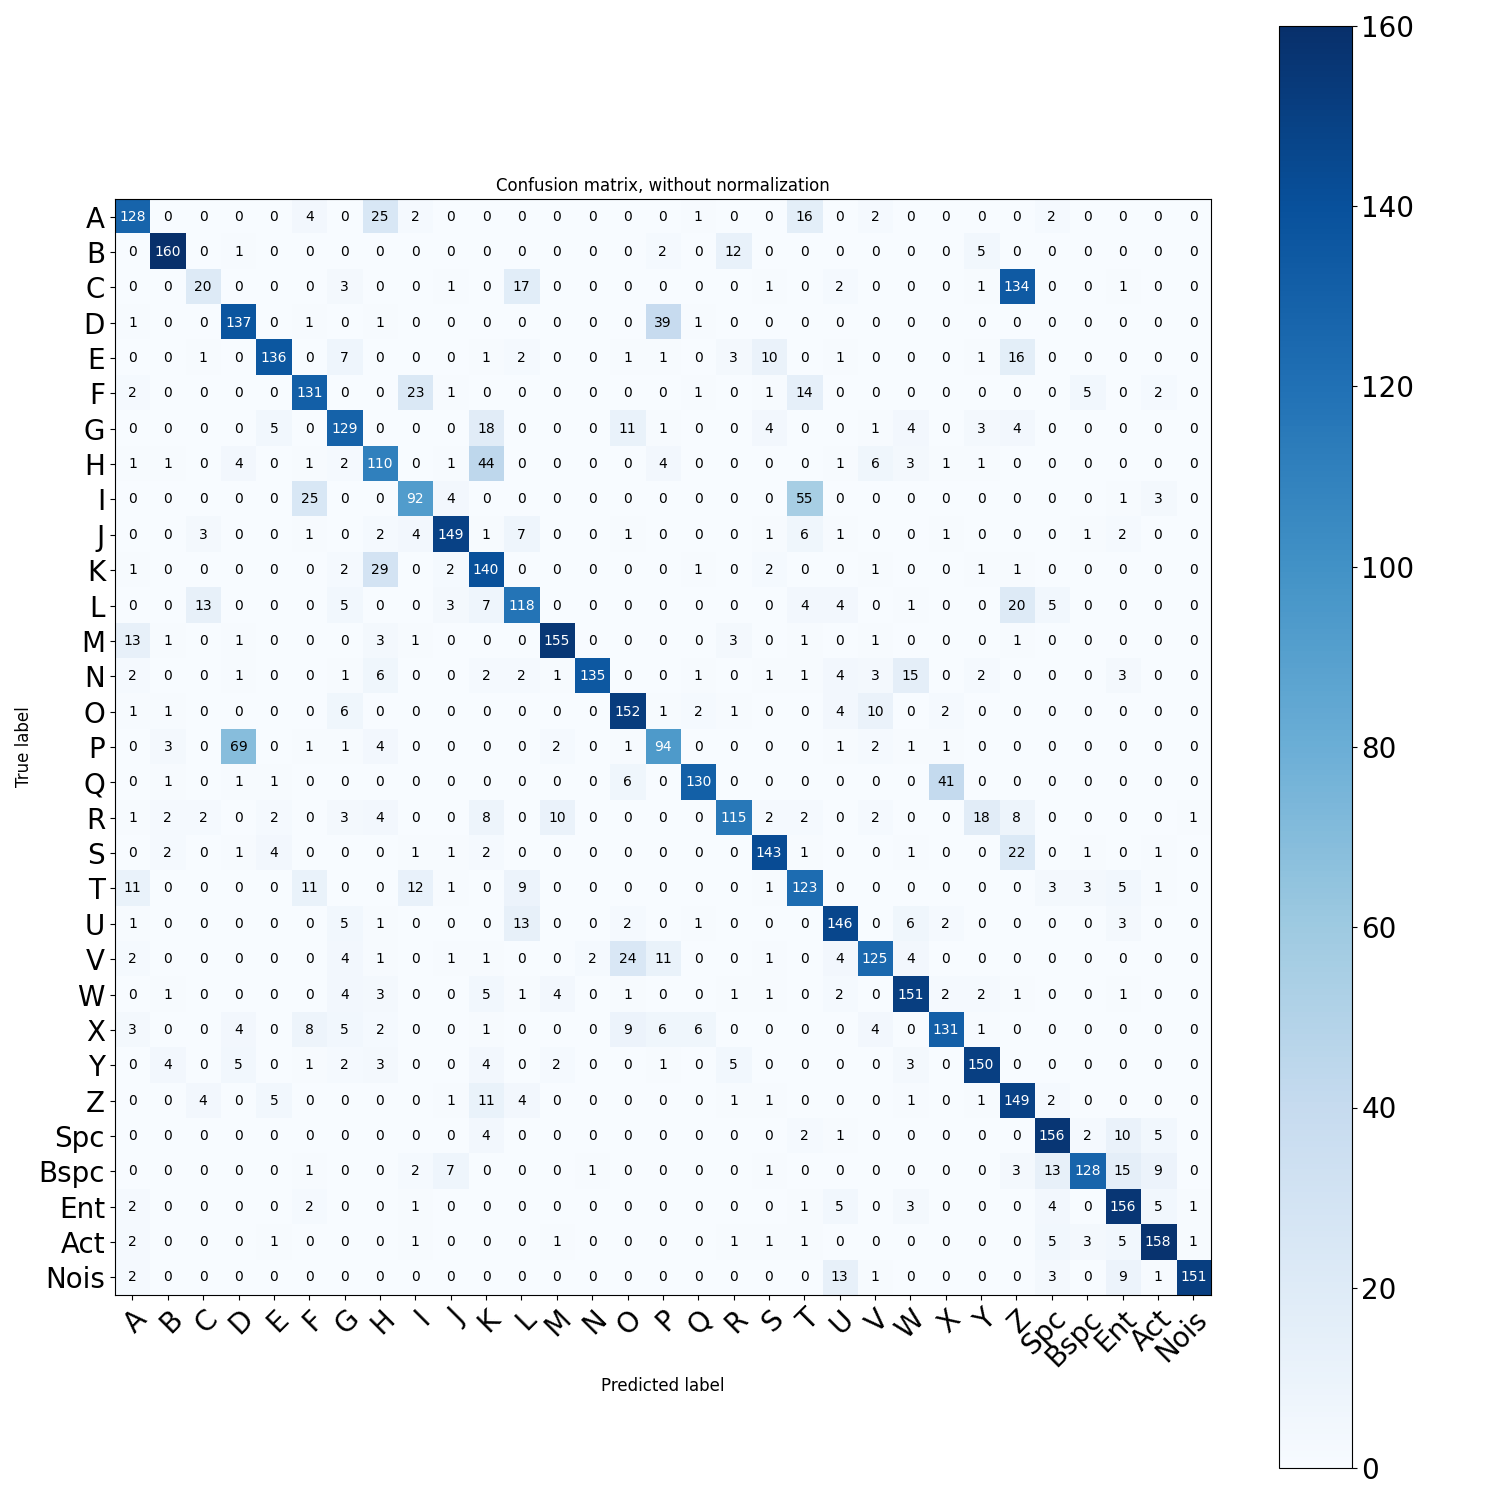 Confusion matrix, without normalization
A 128 0 0 0 0 4 0 25 2 0 0 0 0 0 0 0 1 0 0 16 0 2 0 0 0 0 2 0 0 0 0
B 0 160 0 1 0 0 0 0 0 0 0 0 0 0 0 2 0 12 0 0 0 0 0 0 5 0 0 0 0 0 0
C 0 0 20 0 0 0 3 0 0 1 0 17 0 0 0 0 0 0 1 0 2 0 0 0 1 134 0 0 1 0 0
D 1 0 0 137 0 1 0 1 0 0 0 0 0 0 0 39 1 0 0 0 0 0 0 0 0 0 0 0 0 0 0
E 0 0 1 0 136 0 7 0 0 0 1 2 0 0 1 1 0 3 10 0 1 0 0 0 1 16 0 0 0 0 0
F 2 0 0 0 0 131 0 0 23 1 0 0 0 0 0 0 1 0 1 14 0 0 0 0 0 0 0 5 0 2 0
G 0 0 0 0 5 0 129 0 0 0 18 0 0 0 11 1 0 0 4 0 0 1 4 0 3 4 0 0 0 0 0
H 1 1 0 4 0 1 2 110 0 1 44 0 0 0 0 4 0 0 0 0 1 6 3 1 1 0 0 0 0 0 0
I 0 0 0 0 0 25 0 0 92 4 0 0 0 0 0 0 0 0 0 55 0 0 0 0 0 0 0 0 1 3 0
J 0 0 3 0 0 1 0 2 4 149 1 7 0 0 1 0 0 0 1 6 1 0 0 1 0 0 0 1 2 0 0
K 1 0 0 0 0 0 2 29 0 2 140 0 0 0 0 0 1 0 2 0 0 1 0 0 1 1 0 0 0 0 0
L 0 0 13 0 0 0 5 0 0 3 7 118 0 0 0 0 0 0 0 4 4 0 1 0 0 20 5 0 0 0 0
M 13 1 0 1 0 0 0 3 1 0 0 0 155 0 0 0 0 3 0 1 0 1 0 0 0 1 0 0 0 0 0
N 2 0 0 1 0 0 1 6 0 0 2 2 1 135 0 0 1 0 1 1 4 3 15 0 2 0 0 0 3 0 0
O 1 1 0 0 0 0 6 0 0 0 0 0 0 0 152 1 2 1 0 0 4 10 0 2 0 0 0 0 0 0 0
P 0 3 0 69 0 1 1 4 0 0 0 0 2 0 1 94 0 0 0 0 1 2 1 1 0 0 0 0 0 0 0
Q 0 1 0 1 1 0 0 0 0 0 0 0 0 0 6 0 130 0 0 0 0 0 0 41 0 0 0 0 0 0 0
R 1 2 2 0 2 0 3 4 0 0 8 0 10 0 0 0 0 115 2 2 0 2 0 0 18 8 0 0 0 0 1
S 0 2 0 1 4 0 0 0 1 1 2 0 0 0 0 0 0 0 143 1 0 0 1 0 0 22 0 1 0 1 0
T 11 0 0 0 0 11 0 0 12 1 0 9 0 0 0 0 0 0 1 123 0 0 0 0 0 0 3 3 5 1 0
U 1 0 0 0 0 0 5 1 0 0 0 13 0 0 2 0 1 0 0 0 146 0 6 2 0 0 0 0 3 0 0
V 2 0 0 0 0 0 4 1 0 1 1 0 0 2 24 11 0 0 1 0 4 125 4 0 0 0 0 0 0 0 0
W 0 1 0 0 0 0 4 3 0 0 5 1 4 0 1 0 0 1 1 0 2 0 151 2 2 1 0 0 1 0 0
X 3 0 0 4 0 8 5 2 0 0 1 0 0 0 9 6 6 0 0 0 0 4 0 131 1 0 0 0 0 0 0
Y 0 4 0 5 0 1 2 3 0 0 4 0 2 0 0 1 0 5 0 0 0 0 3 0 150 0 0 0 0 0 0
Z 0 0 4 0 5 0 0 0 0 1 11 4 0 0 0 0 0 1 1 0 0 0 1 0 1 149 2 0 0 0 0
Spc 0 0 0 0 0 0 0 0 0 0 4 0 0 0 0 0 0 0 0 2 1 0 0 0 0 0 156 2 10 5 0
Bspc 0 0 0 0 0 1 0 0 2 7 0 0 0 1 0 0 0 0 1 0 0 0 0 0 0 3 13 128 15 9 0
Ent 2 0 0 0 0 2 0 0 1 0 0 0 0 0 0 0 0 0 0 1 5 0 3 0 0 0 4 0 156 5 1
Act 2 0 0 0 1 0 0 0 1 0 0 0 1 0 0 0 0 1 1 1 0 0 0 0 0 0 5 3 5 158 1
Nois 2 0 0 0 0 0 0 0 0 0 0 0 0 0 0 0 0 0 0 0 13 1 0 0 0 0 3 0 9 1 151
A B C D E F G H I J K L M N O P Q R S T U V W X Y Z Spc Bspc Ent Act Nois
Predicted label
True label
160
140
120
100
80
60
40
20
0